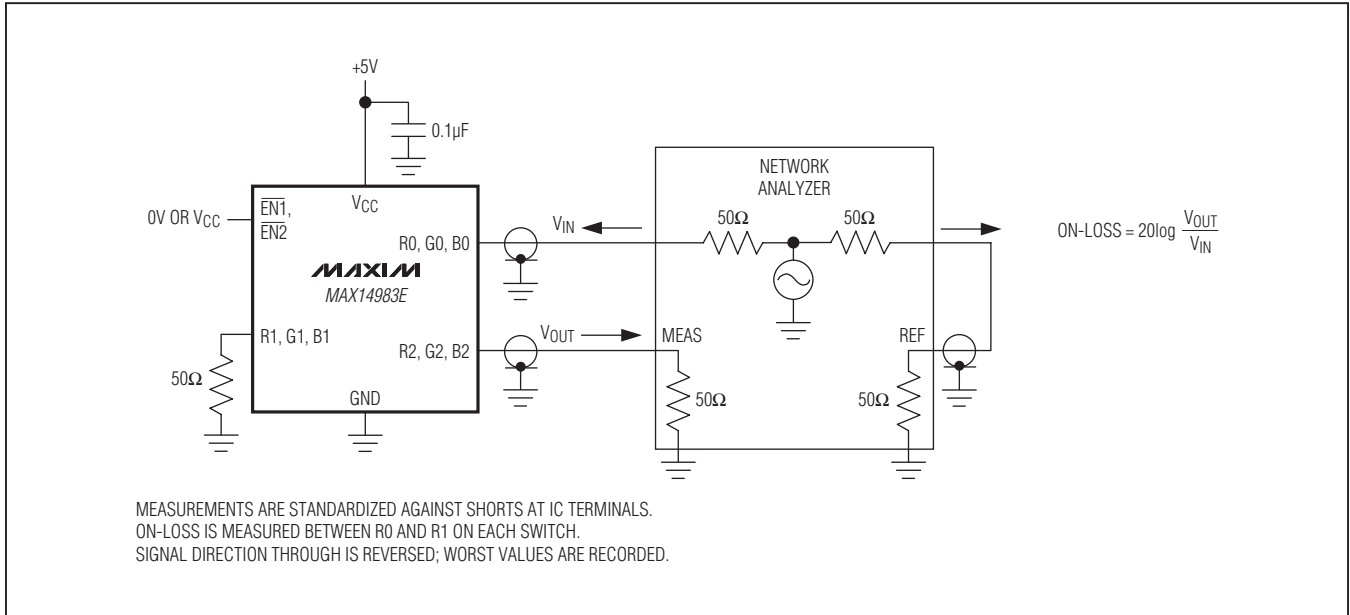 +5V
0.1µF
NETWORK
ANALYZER
0V OR VCC
EN1,
EN2
VCC
R0, G0, B0
VIN
50Ω
50Ω
ON-LOSS = 20log VOUT
VIN
MAXIM
MAX14983E
R1, G1, B1
R2, G2, B2
VOUT
MEAS
REF
50Ω
GND
50Ω
50Ω
MEASUREMENTS ARE STANDARDIZED AGAINST SHORTS AT IC TERMINALS.
ON-LOSS IS MEASURED BETWEEN R0 AND R1 ON EACH SWITCH.
SIGNAL DIRECTION THROUGH IS REVERSED; WORST VALUES ARE RECORDED.